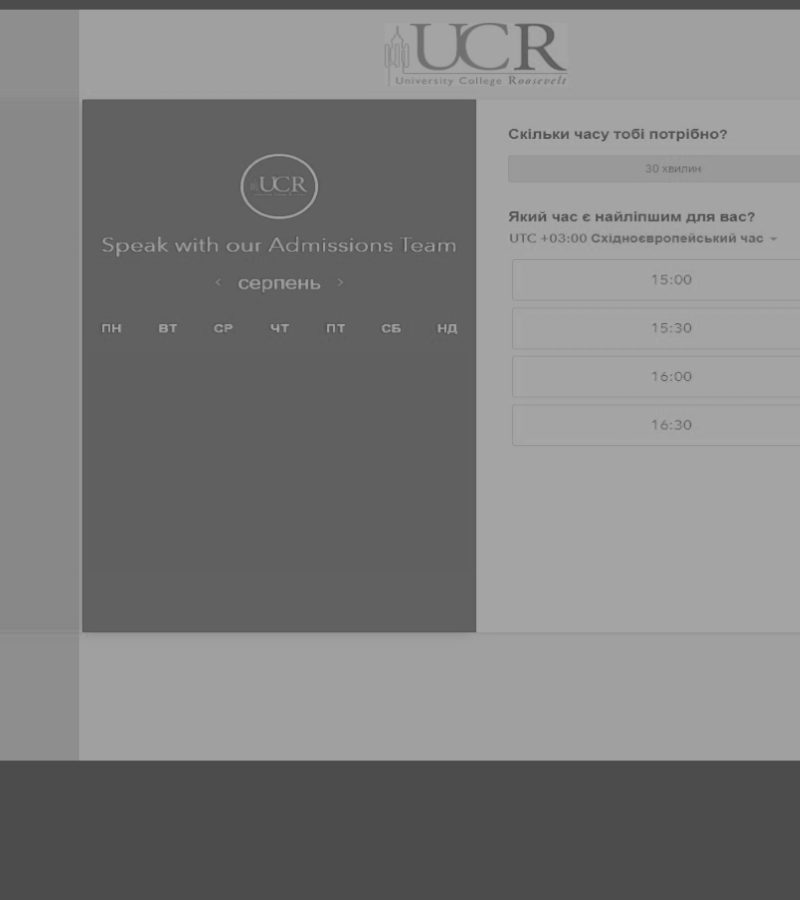 UCR
University College Roosevelt
UCR
Speak with our Admissions Team
‹ серпень ›
ПН ВТ СР ЧТ ПТ СБ НД
Скільки часу тобі потрібно?
30 хвилин
Який час є найліпшим для вас?
UTC +03:00 Східноєвропейський час
15:00
15:30
16:00
16:30